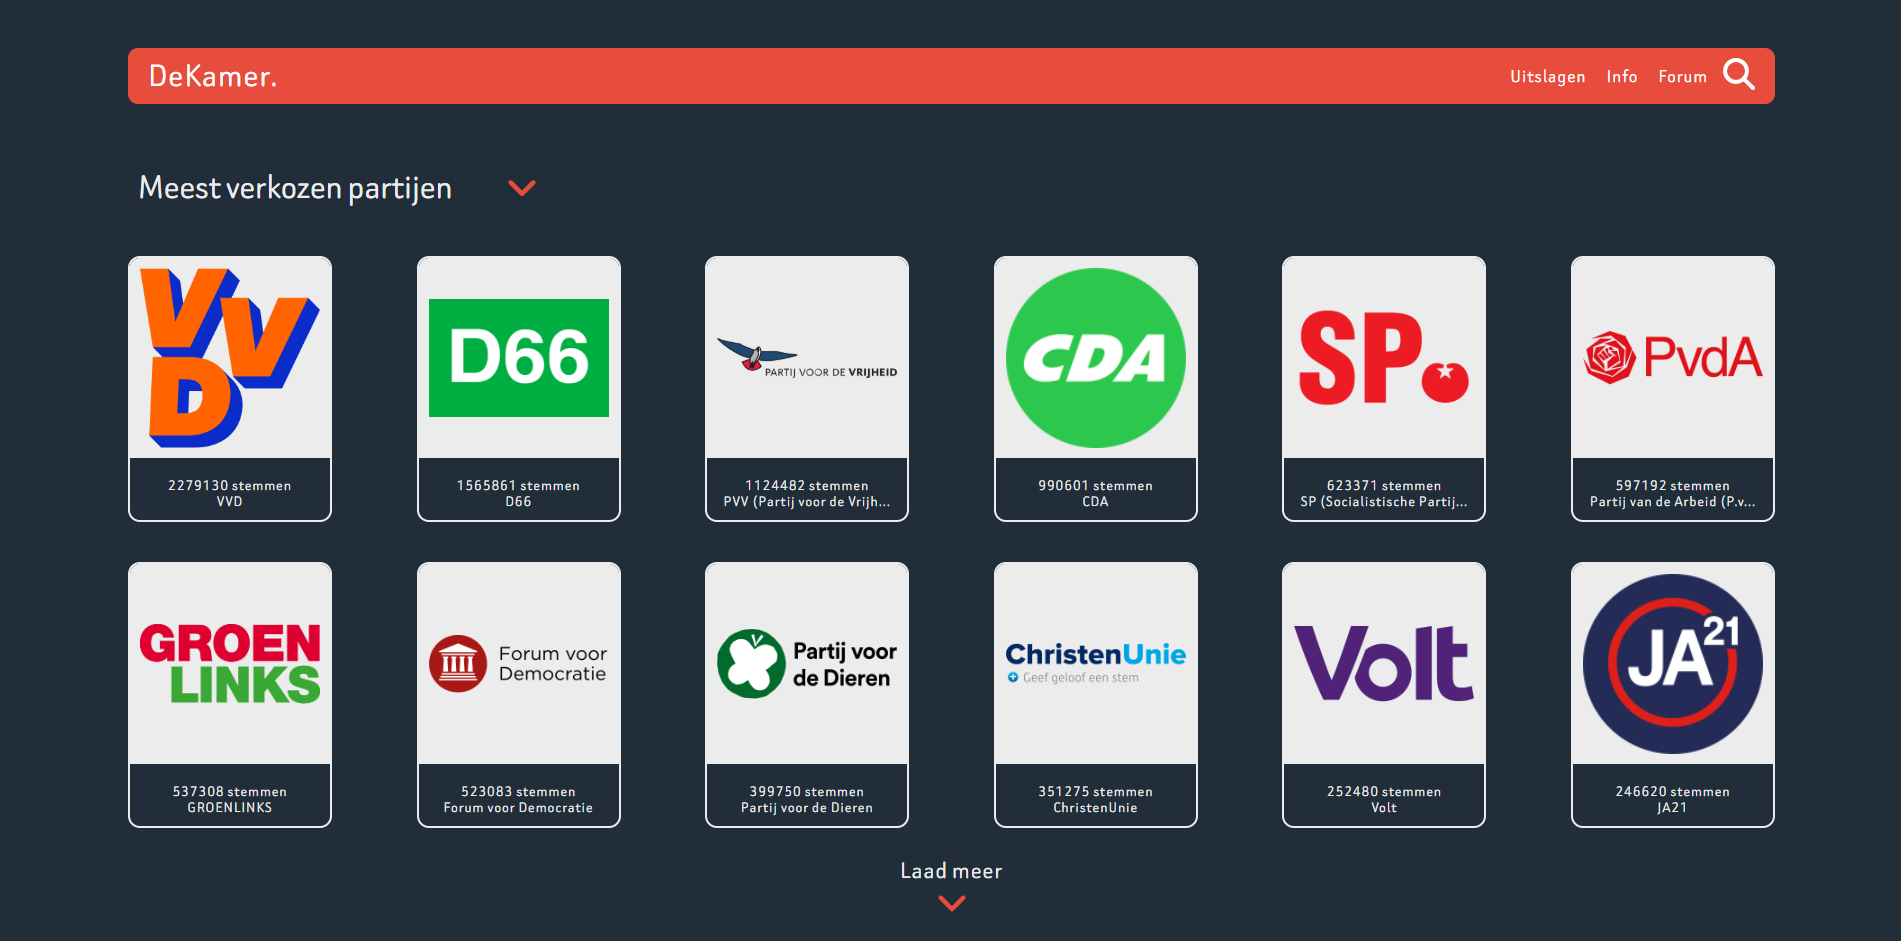 DeKamer.
Uitslagen Info Forum
Meest verkozen partijen
VVD
D66
PARTIJ VOOR DE VRIJHEID
CDA
SP
PvdA
2279130 stemmen
VVD
1565861 stemmen
D66
1124482 stemmen
PVV (Partij voor de Vrijh...
990601 stemmen
CDA
623371 stemmen
SP (Socialistische Partij...
597192 stemmen
Partij van de Arbeid (P.v...
GROEN
LINKS
Forum voor
Democratie
Partij voor
de Dieren
ChristenUnie
Geef geloof een stem
Volt
JA21
537308 stemmen
GROENLINKS
523083 stemmen
Forum voor Democratie
399750 stemmen
Partij voor de Dieren
351275 stemmen
ChristenUnie
252480 stemmen
Volt
246620 stemmen
JA21
Laad meer